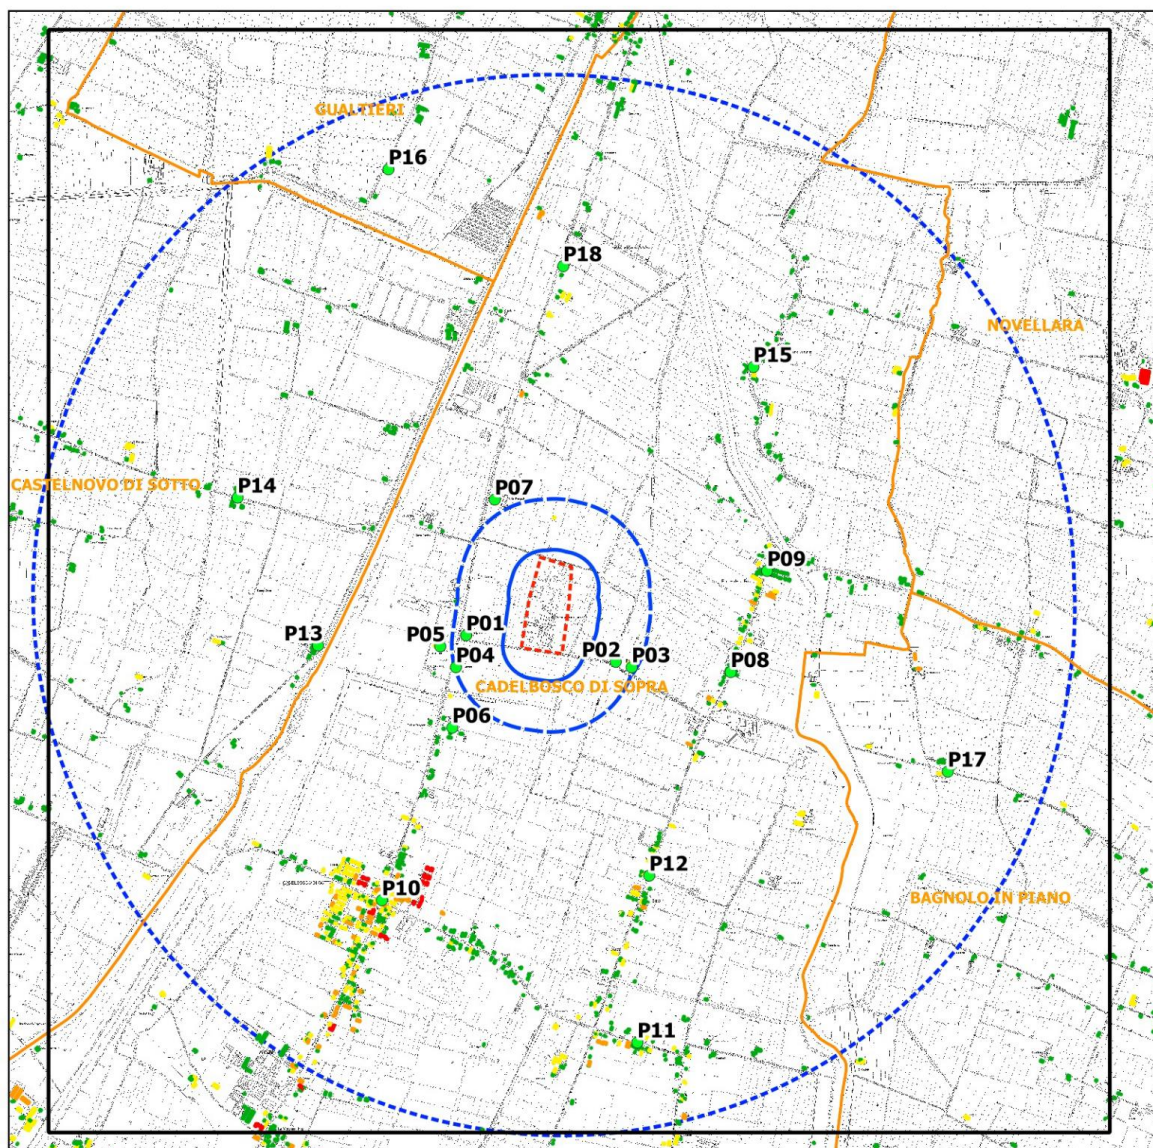 GUALTIERI
P16
P18
NOVELLARA
P15
CASTELNOVO DI SOTTO
P14
P07
P09
P01
P13
P05
P02
P03
P04
P08
CADELBOSCO DI SOPRA
P06
P17
P12
P10
BAGNOLO IN PIANO
P11